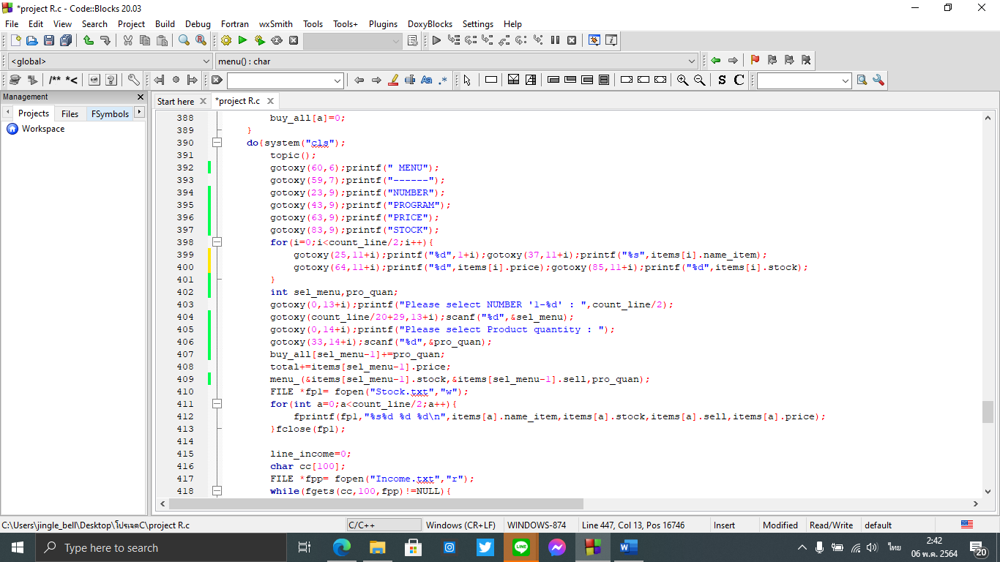 *project R.c - Code::Blocks 20.03
File Edit View Search Project Build Debug Fortran wxSmith Tools Tools+ Plugins DoxyBlocks Settings Help
<global> menu() : char
/** *<
Aa .*
S C
Management
Projects Files FSymbols
Workspace
Start here *project R.c
388 buy_all[a]=0;
389 }
390 do{system("cls");
391 topic();
392 gotoxy(60,6);printf(" MENU");
393 gotoxy(59,7);printf("------");
394 gotoxy(23,9);printf("NUMBER");
395 gotoxy(43,9);printf("PROGRAM");
396 gotoxy(63,9);printf("PRICE");
397 gotoxy(83,9);printf("STOCK");
398 for(i=0;i<count_line/2;i++){
399 gotoxy(25,11+i);printf("%d",1+i);gotoxy(37,11+i);printf("%s",items[i].name_item);
400 gotoxy(64,11+i);printf("%d",items[i].price);gotoxy(85,11+i);printf("%d",items[i].stock);
401 }
402 int sel_menu,pro_quan;
403 gotoxy(0,13+i);printf("Please select NUMBER '1-%d' : ",count_line/2);
404 gotoxy(count_line/20+29,13+i);scanf("%d",&sel_menu);
405 gotoxy(0,14+i);printf("Please select Product quantity : ");
406 gotoxy(33,14+i);scanf("%d",&pro_quan);
407 buy_all[sel_menu-1]+=pro_quan;
408 total+=items[sel_menu-1].price;
409 menu_(&items[sel_menu-1].stock,&items[sel_menu-1].sell,pro_quan);
410 FILE *fp1= fopen("Stock.txt","w");
411 for(int a=0;a<count_line/2;a++){
412 fprintf(fp1,"%s%d %d %d\n",items[a].name_item,items[a].stock,items[a].sell,items[a].price);
413 }fclose(fp1);
414
415 line_income=0;
416 char cc[100];
417 FILE *fpp= fopen("Income.txt","r");
418 while(fgets(cc,100,fpp)!=NULL){
C:\Users\jingle_bell\Desktop\โปรเจคC\project R.c C/C++ Windows (CR+LF) WINDOWS-874 Line 447, Col 13, Pos 16746 Insert Modified Read/Write default
Type here to search
LINE
ไทย
2:42
06 พ.ค. 2564
20